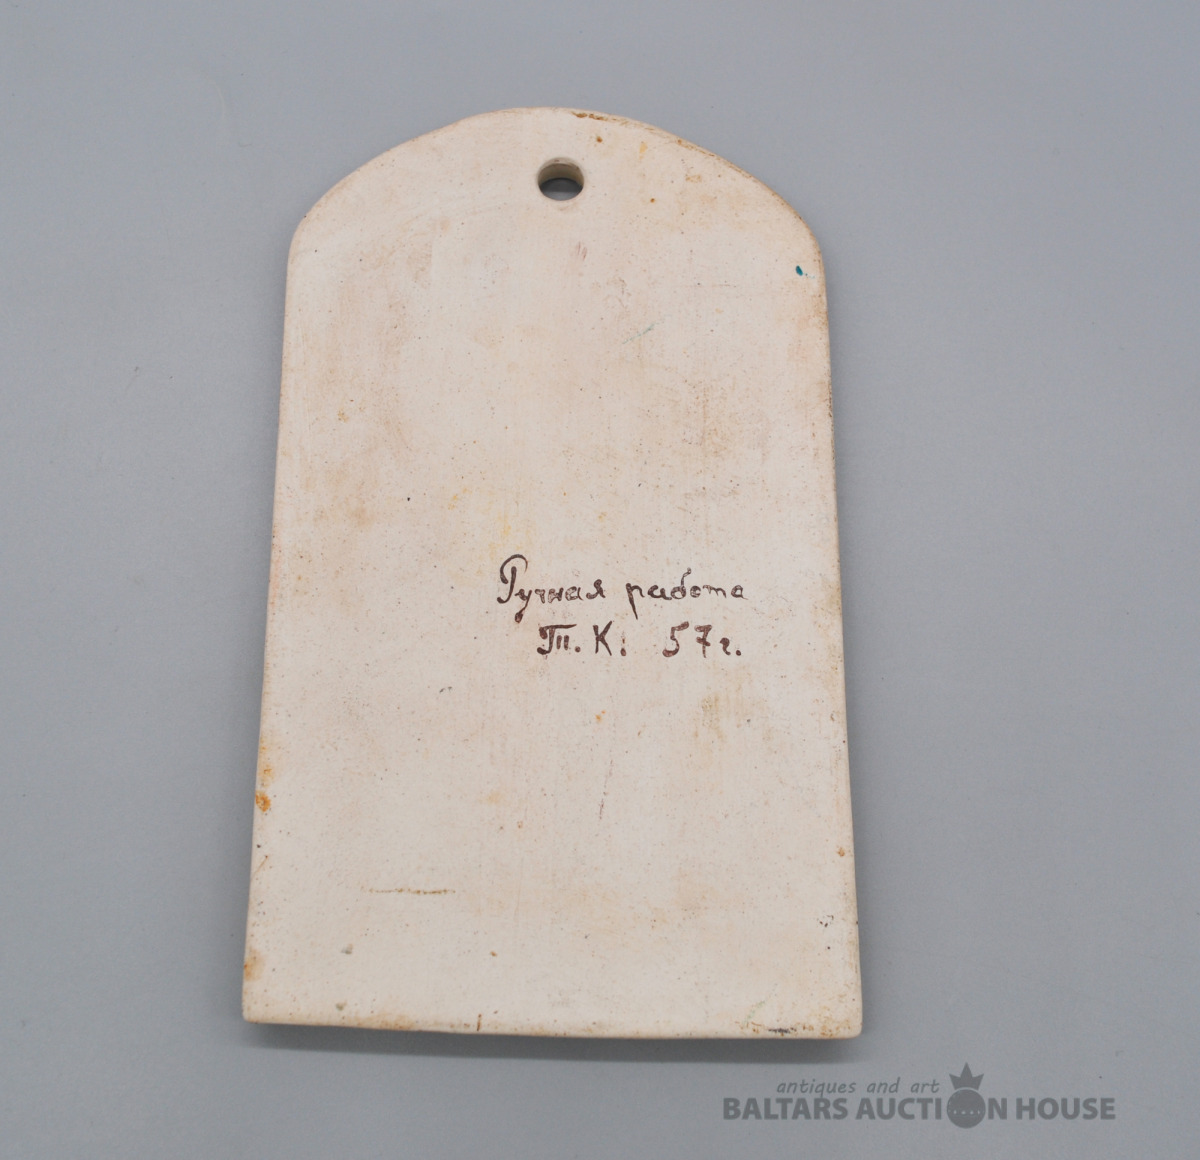 Ручная работа
Т.К. 57г.
antiques and art
BALTARS AUCTION HOUSE